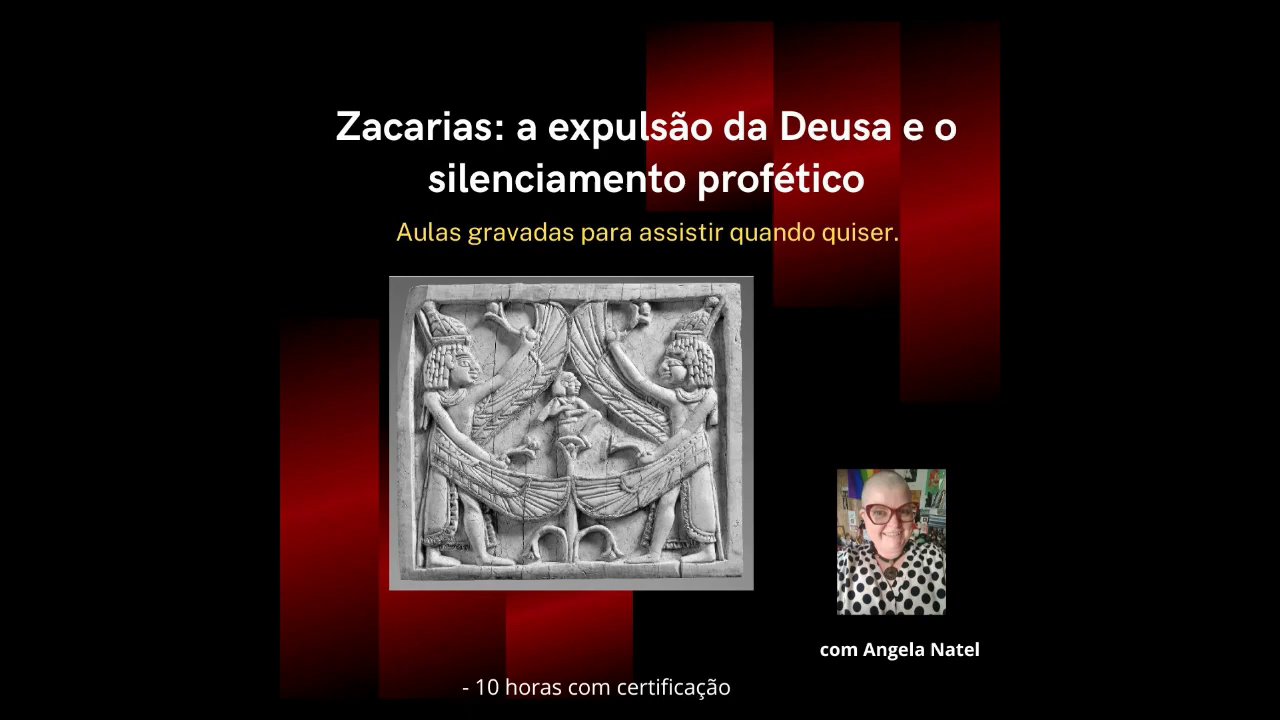 Zacarias: a expulsão da Deusa e o
silenciamento profético
Aulas gravadas para assistir quando quiser.
com Angela Natel
- 10 horas com certificação